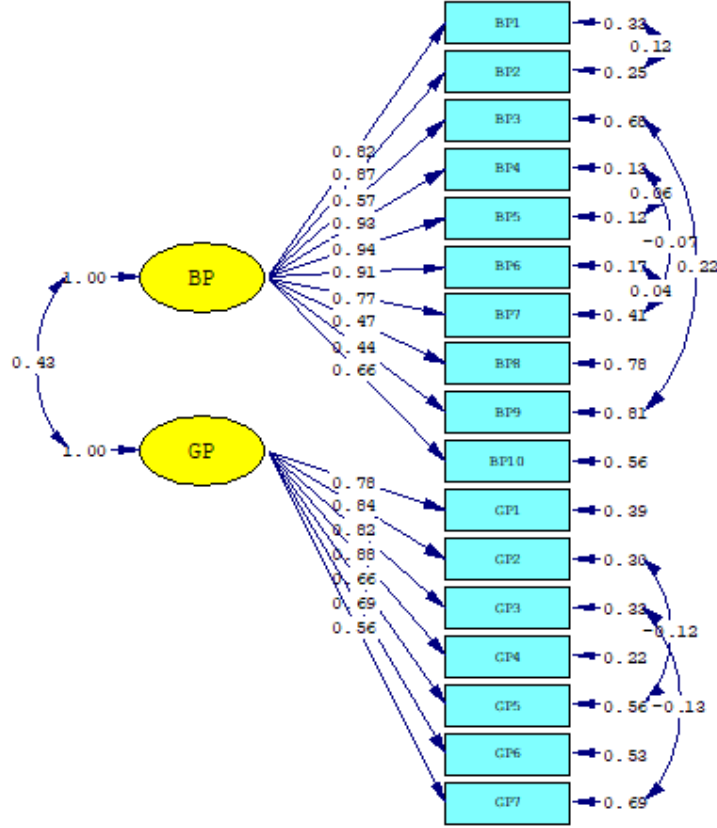 BP1 0.33
0.12
BP2 0.25
BP3 0.68
0.82
0.87
BP4 0.13
0.57
0.06
0.93
BP5 0.12
0.94
-0.07
1.00 BP
0.91
BP6 0.17
0.22
0.77
0.04
0.47
BP7 0.41
0.44
0.43
BP8 0.78
0.66
BP9 0.81
1.00 GP
BP10 0.56
0.78
0.84
GP1 0.39
0.82
0.88
GP2 0.30
0.66
0.69
GP3 0.33
0.56
-0.12
GP4 0.22
GP5 0.56
-0.13
GP6 0.53
GP7 0.69